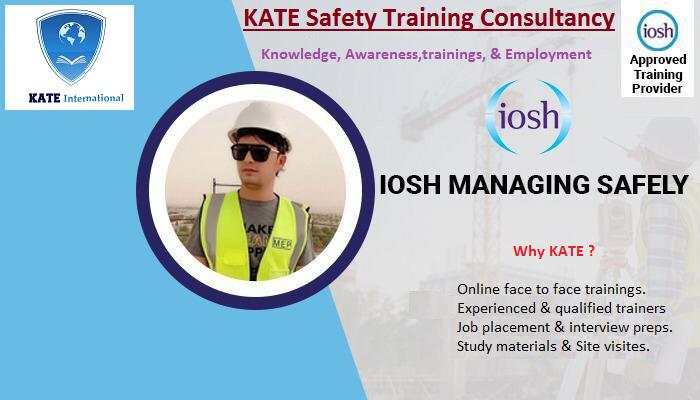 KATE Safety Training Consultancy
Knowledge, Awareness,trainings, & Employment
KATE International
iosh
Approved
Training
Provider
iosh
IOSH MANAGING SAFELY
MAKE
MEP
Why KATE ?
Online face to face trainings.
Experienced & qualified trainers
Job placement & interview preps.
Study materials & Site visites.